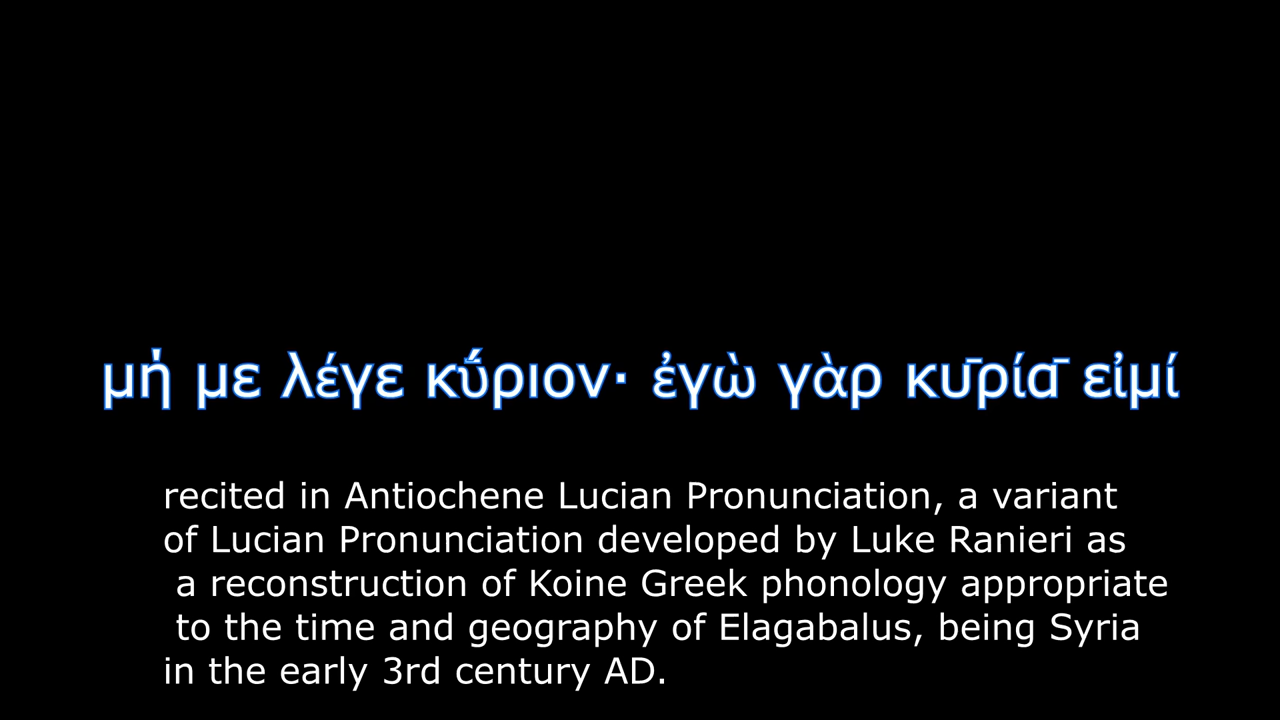 μή με λέγε κῡ́ριον· ἐγὼ γὰρ κῡρίᾱ εἰμί
recited in Antiochene Lucian Pronunciation, a variant
of Lucian Pronunciation developed by Luke Ranieri as
a reconstruction of Koine Greek phonology appropriate
to the time and geography of Elagabalus, being Syria
in the early 3rd century AD.